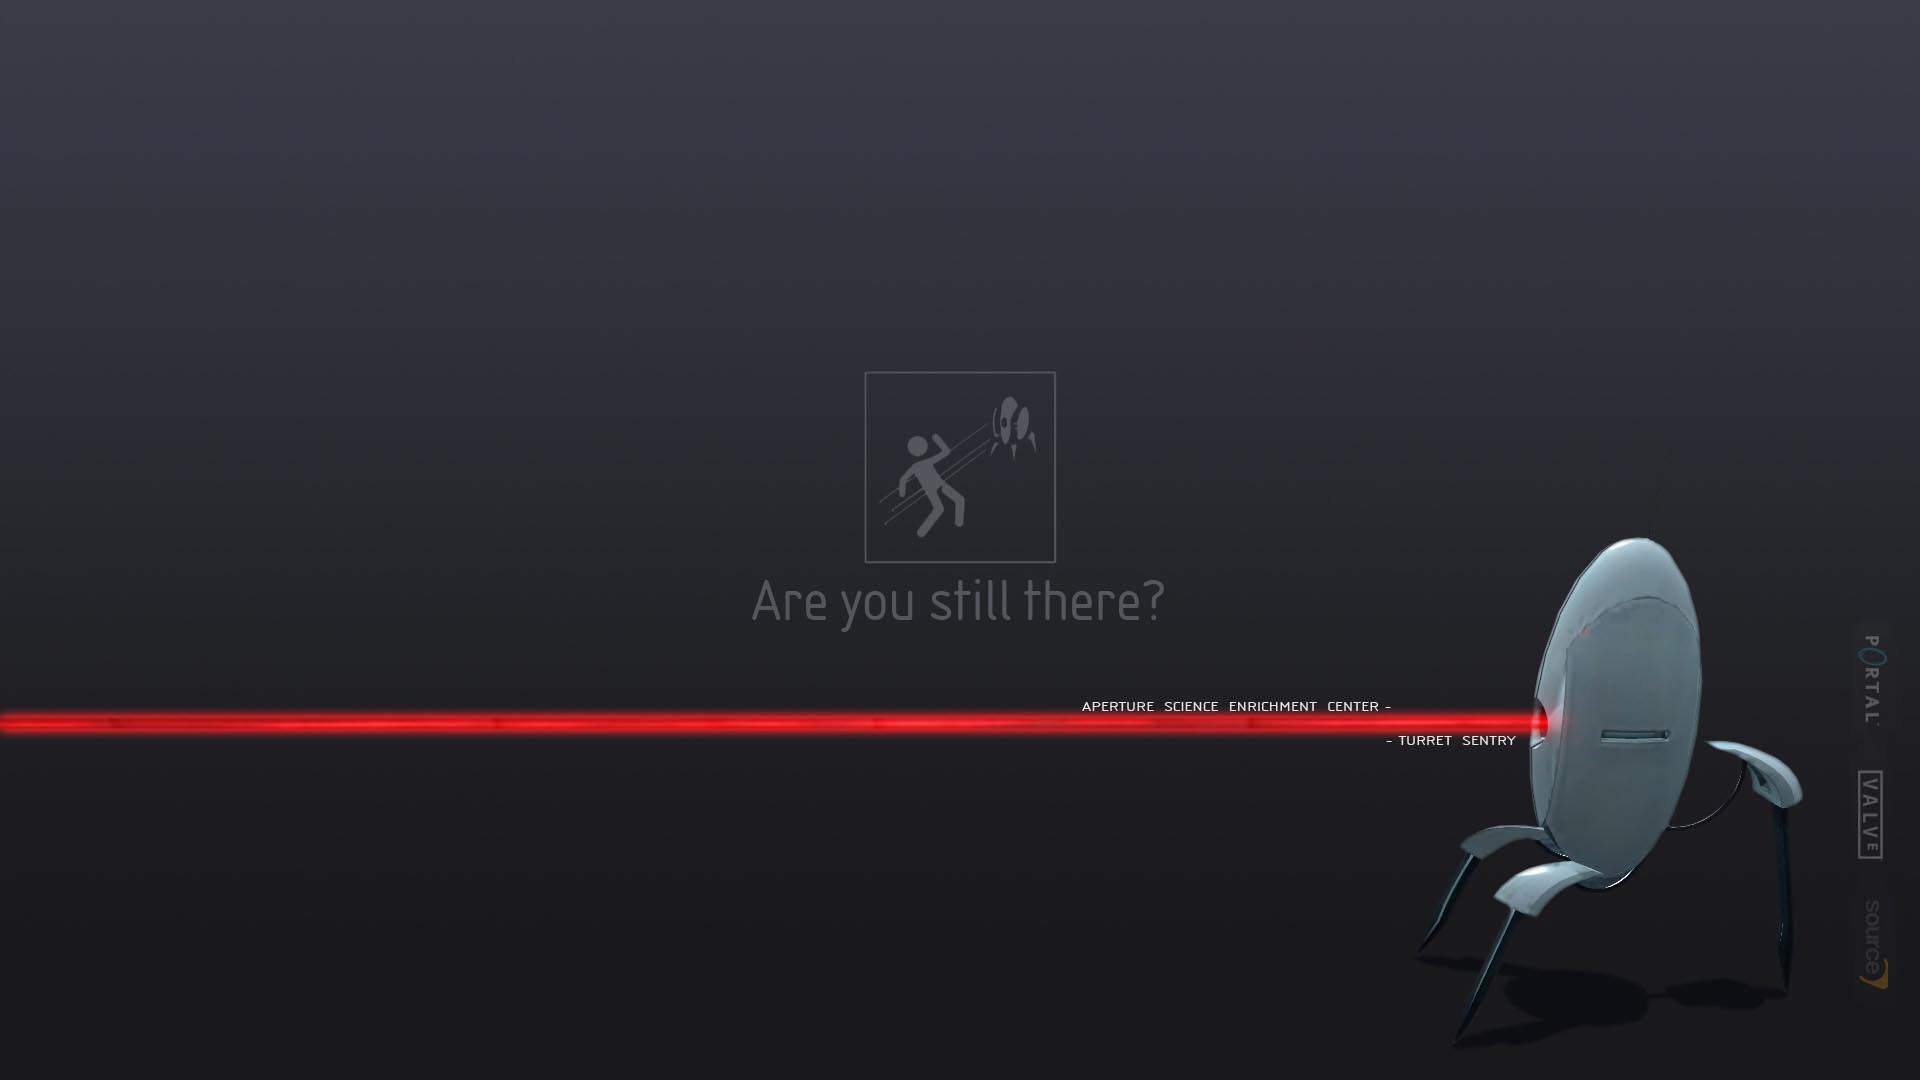 Are you still there?
APERTURE SCIENCE ENRICHMENT CENTER -
- TURRET SENTRY
PORTAL
VALVE
source